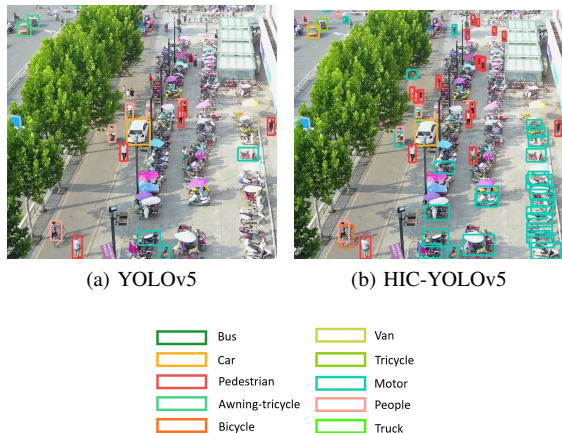 (a) YOLOv5
(b) HIC-YOLOv5
Bus
Car
Pedestrian
Awning-tricycle
Bicycle
Van
Tricycle
Motor
People
Truck